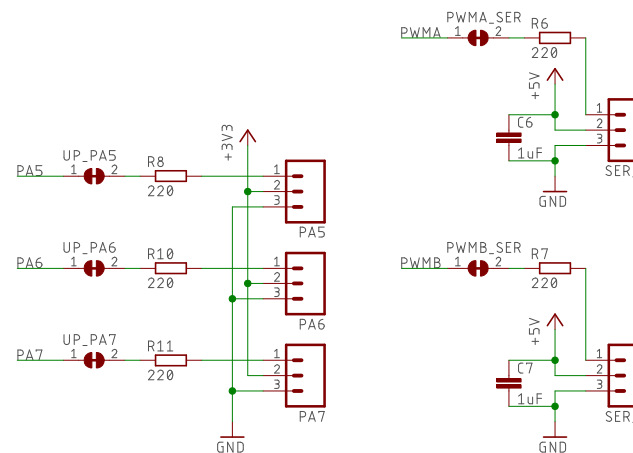 PWMA_SER
PWMA 1 2
R6
220
+5V
C6
1uF
1
2
3
SER
GND
+3V3
UP_PA5
PA5 1 2
R8
220
1
2
3
PA5
UP_PA6
PA6 1 2
R10
220
1
2
3
PA6
UP_PA7
PA7 1 2
R11
220
1
2
3
PA7
GND
PWMB_SER
PWMB 1 2
R7
220
+5V
C7
1uF
1
2
3
SER
GND